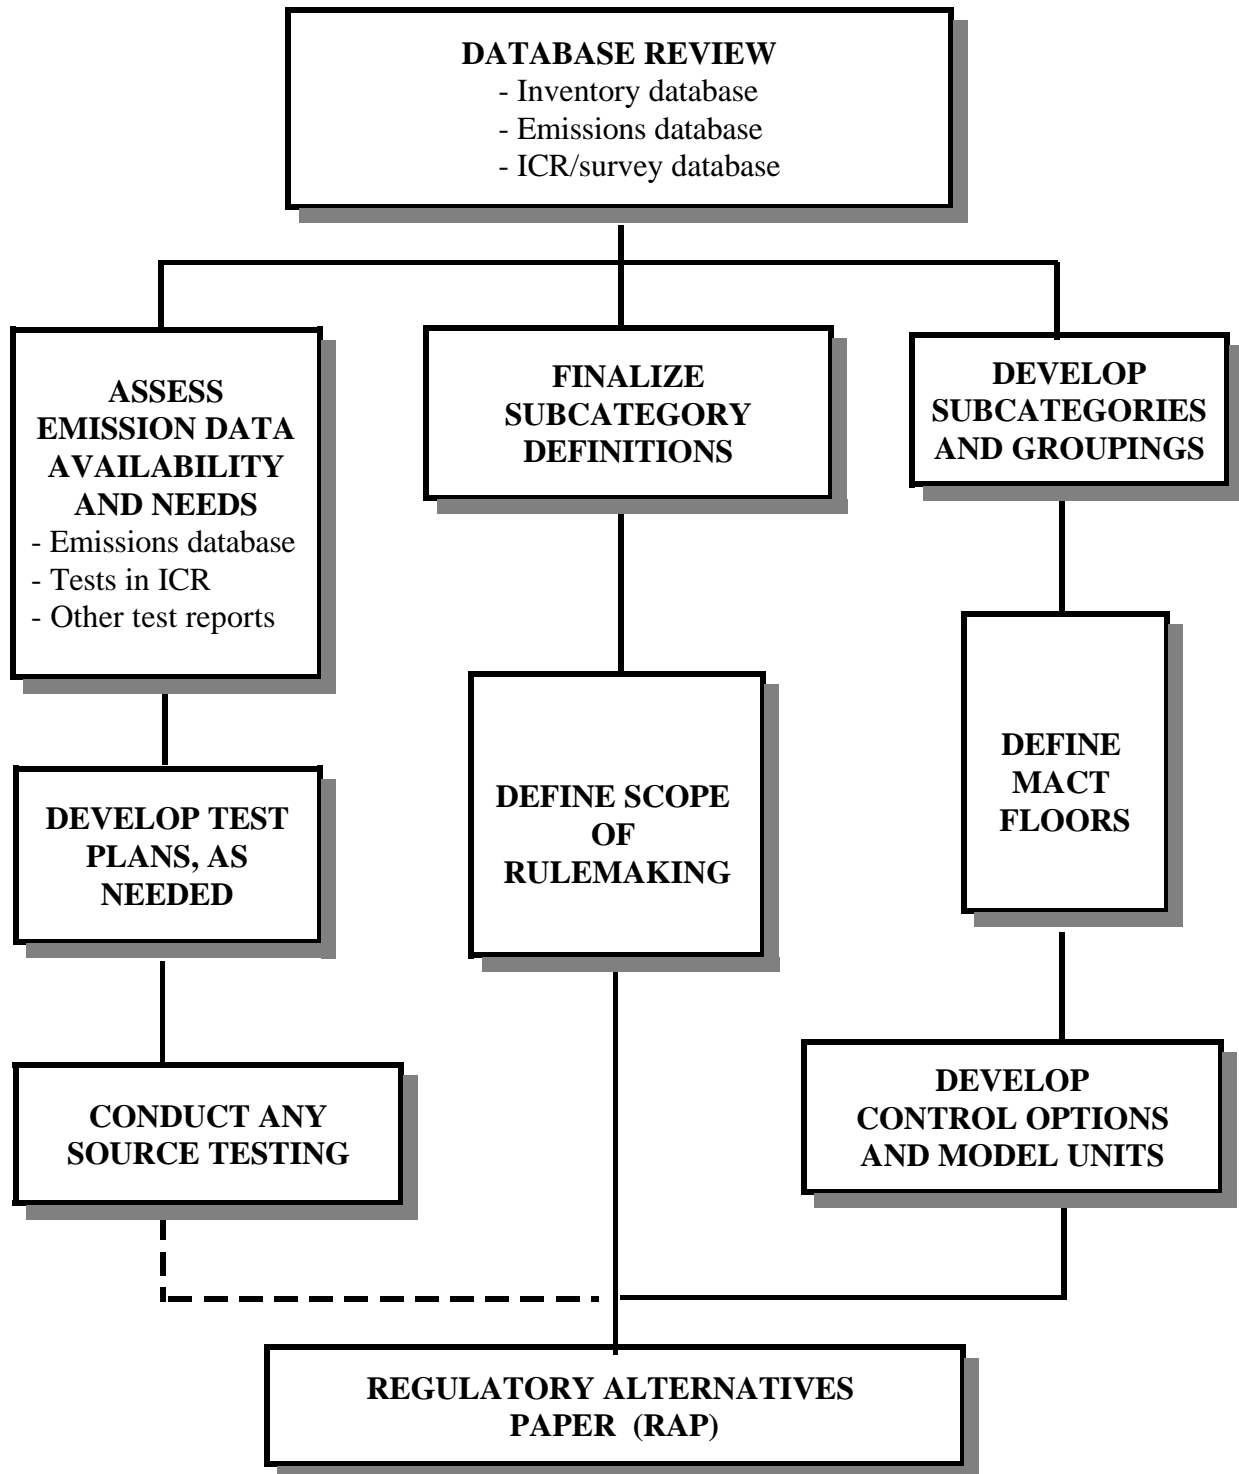 DATABASE REVIEW
- Inventory database
- Emissions database
- ICR/survey database
ASSESS
EMISSION DATA
AVAILABILITY
AND NEEDS
- Emissions database
- Tests in ICR
- Other test reports
FINALIZE
SUBCATEGORY
DEFINITIONS
DEVELOP
SUBCATEGORIES
AND GROUPINGS
DEVELOP TEST
PLANS, AS
NEEDED
DEFINE SCOPE
OF
RULEMAKING
DEFINE
MACT
FLOORS
CONDUCT ANY
SOURCE TESTING
DEVELOP
CONTROL OPTIONS
AND MODEL UNITS
REGULATORY ALTERNATIVES
PAPER (RAP)